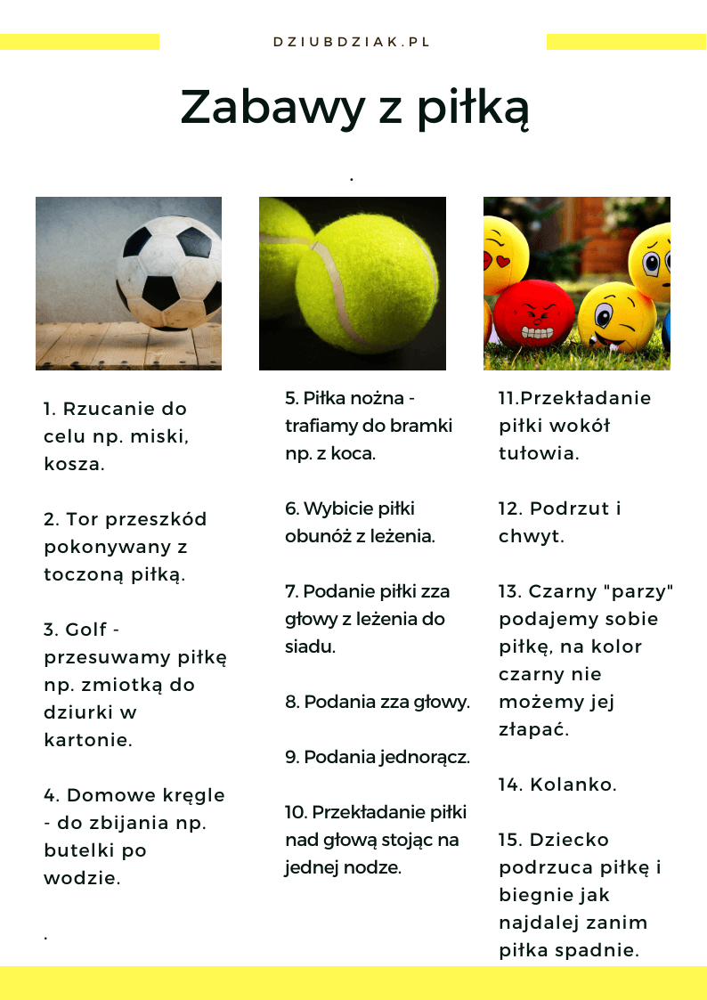 DZIUBDZIAK.PL
Zabawy z piłką
.
1. Rzucanie do
celu np. miski,
kosza.
2. Tor przeszkód
pokonywany z
toczoną piłką.
3. Golf -
przesuwamy piłkę
np. zmiotką do
dziurki w
kartonie.
4. Domowe kręgle
- do zbijania np.
butelki po
wodzie.
.
5. Piłka nożna -
trafiamy do bramki
np. z koca.
6. Wybicie piłki
obunóż z leżenia.
7. Podanie piłki zza
głowy z leżenia do
siadu.
8. Podania zza głowy.
9. Podania jednorącz.
10. Przekładanie piłki
nad głową stojąc na
jednej nodze.
11.Przekładanie
piłki wokół
tułowia.
12. Podrzut i
chwyt.
13. Czarny "parzy"
podajemy sobie
piłkę, na kolor
czarny nie
możemy jej
złapać.
14. Kolanko.
15. Dziecko
podrzuca piłkę i
biegnie jak
najdalej zanim
piłka spadnie.